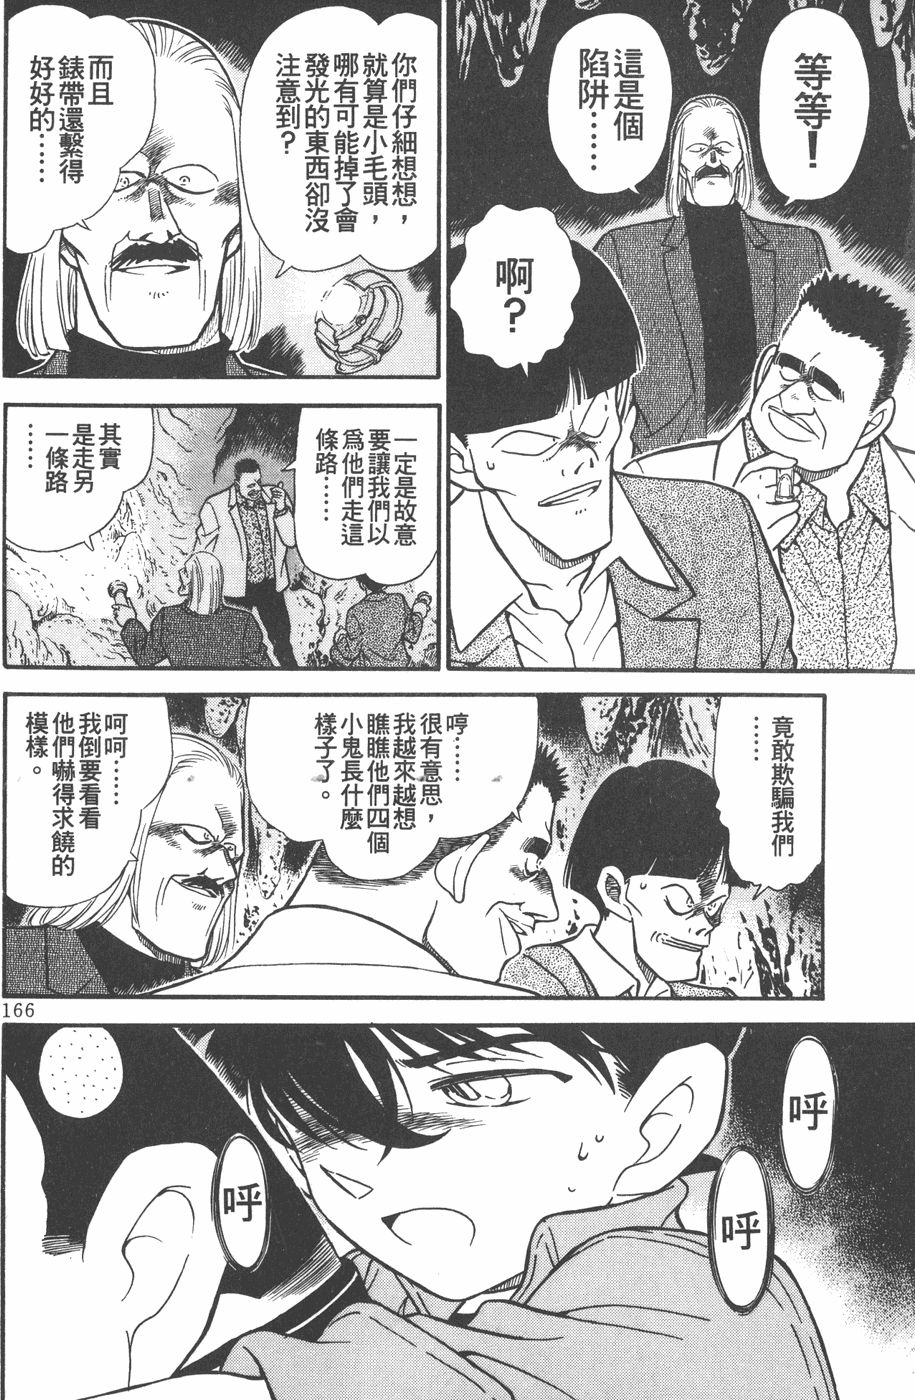 等等！
這是個
陷阱……
啊？
你們仔細想想，
就算是小毛頭，
哪有可能掉了會
發光的東西卻沒
注意到？
而且
錶帶還繫得
好好的……
一定是故意
要讓我們以
為他們走這
條路……
其實
是走另
一條路
……
竟敢欺騙我們
……
哼……
很有意思，
我越來越想
瞧瞧他們四個
小鬼長什麼
樣子了。
呵呵……
我倒要看看
他們嚇得求饒的
模樣。
166
呼
呼
呼